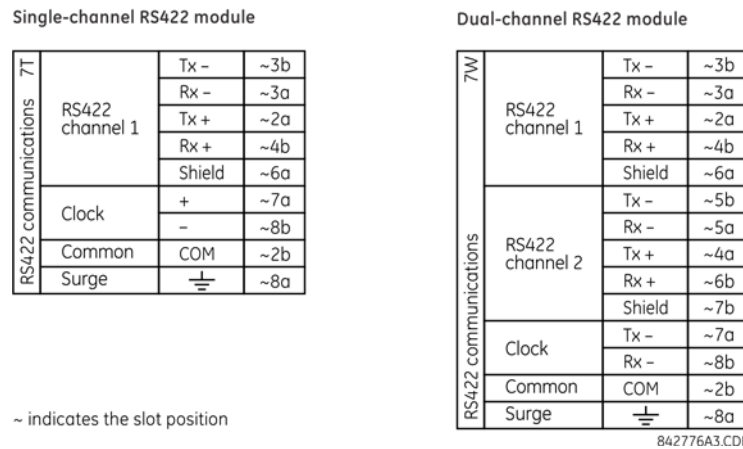 Single-channel RS422 module
RS422 communications 7T
RS422
channel 1
Tx – ~3b
Rx – ~3a
Tx + ~2a
Rx + ~4b
Shield ~6a
Clock
+ ~7a
– ~8b
Common COM ~2b
Surge ~8a
~ indicates the slot position
Dual-channel RS422 module
RS422 communications 7W
RS422
channel 1
Tx – ~3b
Rx – ~3a
Tx + ~2a
Rx + ~4b
Shield ~6a
RS422
channel 2
Tx – ~5b
Rx – ~5a
Tx + ~4a
Rx + ~6b
Shield ~7b
Clock
Tx – ~7a
Rx – ~8b
Common COM ~2b
Surge ~8a
842776A3.CD